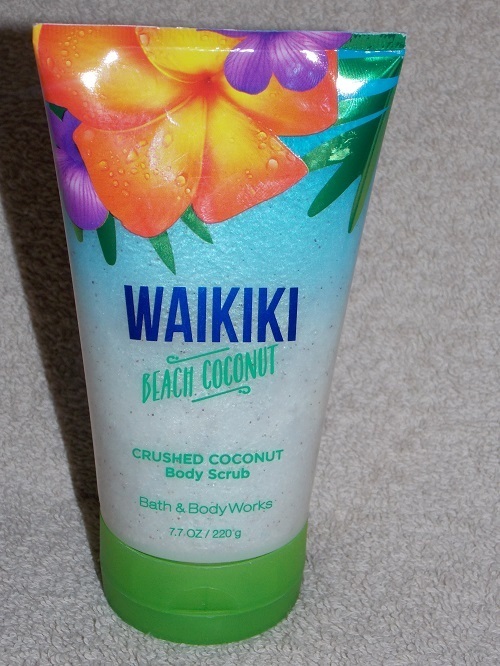 WAIKIKI
BEACH COCONUT
CRUSHED COCONUT
Body Scrub
Bath & Body Works
7.7 OZ / 220 g